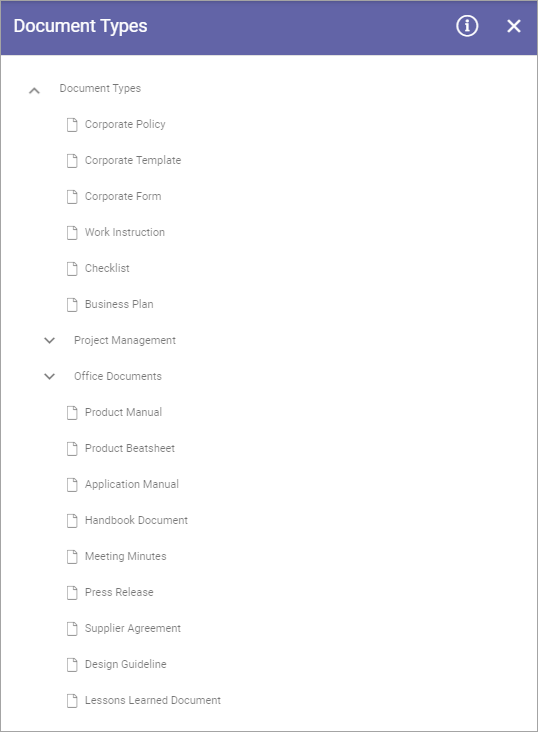 Document Types
Document Types
Corporate Policy
Corporate Template
Corporate Form
Work Instruction
Checklist
Business Plan
Project Management
Office Documents
Product Manual
Product Beatsheet
Application Manual
Handbook Document
Meeting Minutes
Press Release
Supplier Agreement
Design Guideline
Lessons Learned Document